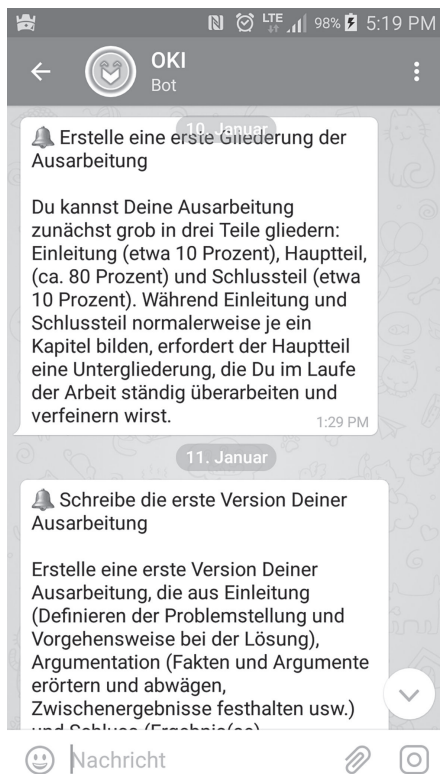 LTE 98% 5:19 PM
OKI
Bot
10. Januar
Erstelle eine erste Gliederung der
Ausarbeitung
Du kannst Deine Ausarbeitung
zunächst grob in drei Teile gliedern:
Einleitung (etwa 10 Prozent), Hauptteil,
(ca. 80 Prozent) und Schlussteil (etwa
10 Prozent). Während Einleitung und
Schlussteil normalerweise je ein
Kapitel bilden, erfordert der Hauptteil
eine Untergliederung, die Du im Laufe
der Arbeit ständig überarbeiten und
verfeinern wirst.
1:29 PM
11. Januar
Schreibe die erste Version Deiner
Ausarbeitung
Erstelle eine erste Version Deiner
Ausarbeitung, die aus Einleitung
(Definieren der Problemstellung und
Vorgehensweise bei der Lösung),
Argumentation (Fakten und Argumente
erörtern und abwägen,
Zwischenergebnisse festhalten usw.)
und Schluss (Ergebnis(se)
Nachricht